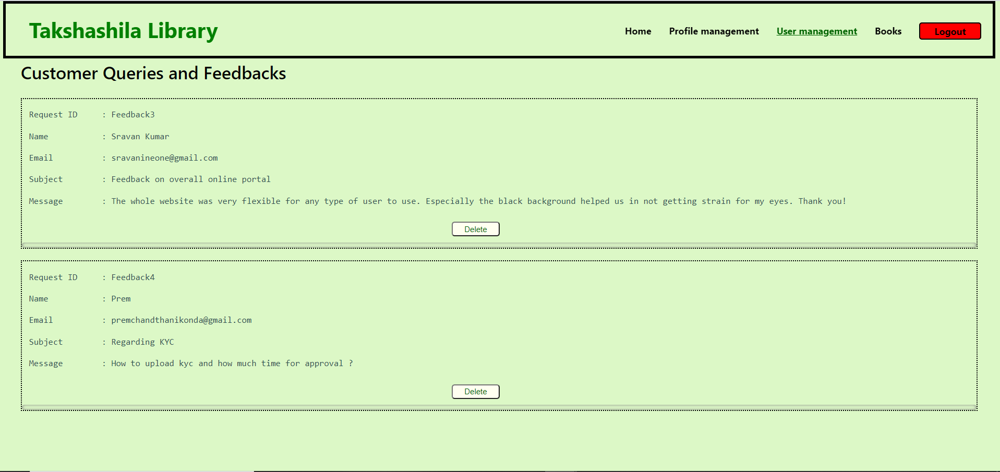 Takshashila Library
Home Profile management User management Books Logout
Customer Queries and Feedbacks
Request ID : Feedback3
Name : Sravan Kumar
Email : sravanineone@gmail.com
Subject : Feedback on overall online portal
Message : The whole website was very flexible for any type of user to use. Especially the black background helped us in not getting strain for my eyes. Thank you!
Delete
Request ID : Feedback4
Name : Prem
Email : premchandthanikonda@gmail.com
Subject : Regarding KYC
Message : How to upload kyc and how much time for approval ?
Delete